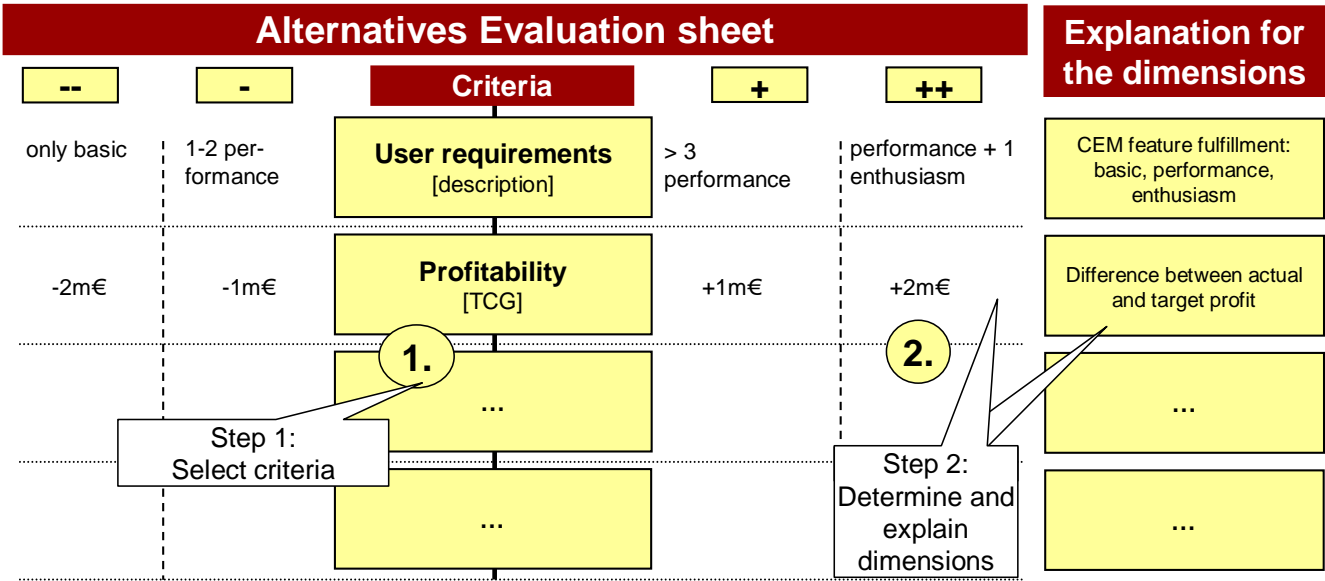 Alternatives Evaluation sheet
Explanation for
the dimensions
--
-
Criteria
+
++
only basic
1-2 per-
formance
User requirements
[description]
> 3
performance
performance + 1
enthusiasm
CEM feature fulfillment:
basic, performance,
enthusiasm
-2m€
-1m€
Profitability
[TCG]
+1m€
+2m€
Difference between actual
and target profit
1.
2.
...
...
Step 1:
Select criteria
Step 2:
Determine and
explain
dimensions
...
...